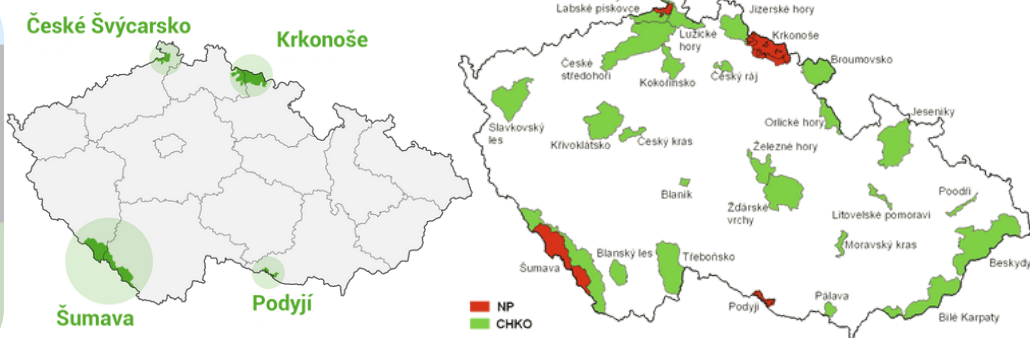 České Švýcarsko
Krkonoše
Šumava
Podyjí
Labské pískovce
Jizerské hory
Lužické
hory
Krkonoše
České
středohoří
Kokořínsko
Český ráj
Broumovsko
Slavkovský
les
Křivoklátsko
Český kras
Orlické hory
Jeseníky
Železné hory
Blaník
Žďárské
vrchy
Litovelské pomoraví
Poodří
Moravský kras
Beskydy
Šumava
Blanský les
Třeboňsko
Podyjí
Pálava
Bílé Karpaty
NP
CHKO